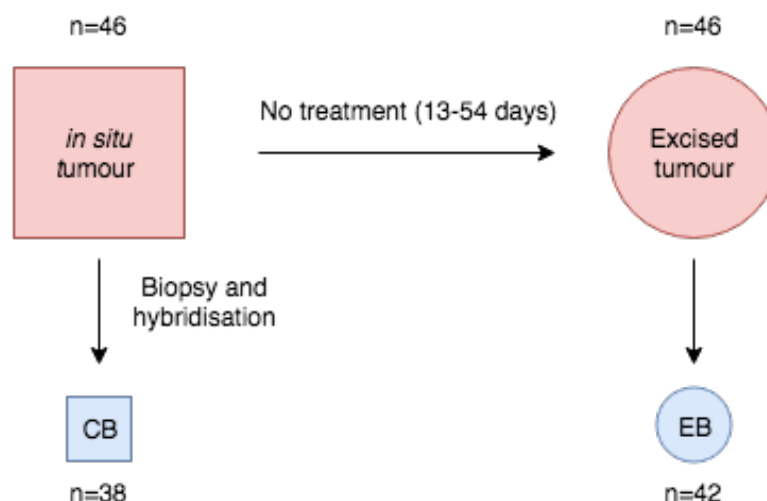 n=46
n=46
in situ
tumour
No treatment (13-54 days)
Excised
tumour
Biopsy and
hybridisation
CB
EB
n=38
n=42